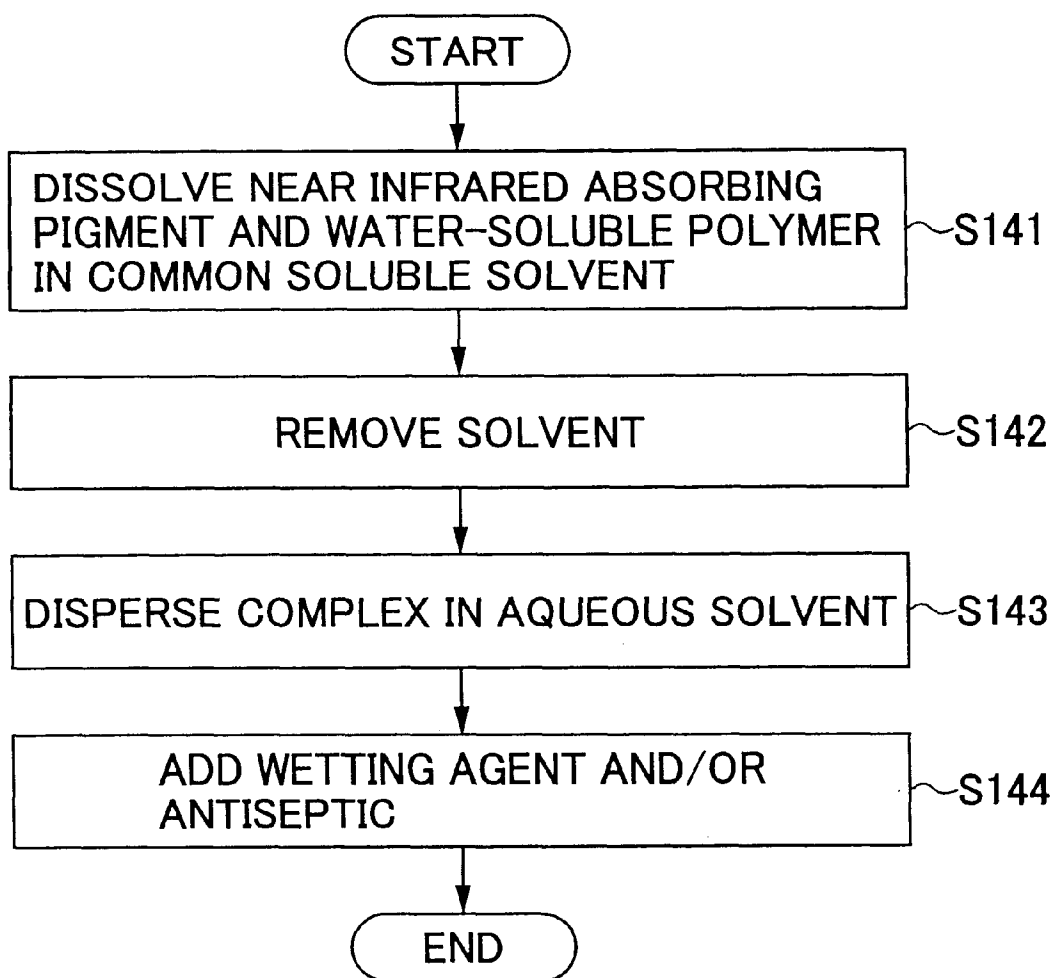 START
DISSOLVE NEAR INFRARED ABSORBING
PIGMENT AND WATER-SOLUBLE POLYMER
IN COMMON SOLUBLE SOLVENT
S141
REMOVE SOLVENT
S142
DISPERSE COMPLEX IN AQUEOUS SOLVENT
S143
ADD WETTING AGENT AND/OR
ANTISEPTIC
S144
END